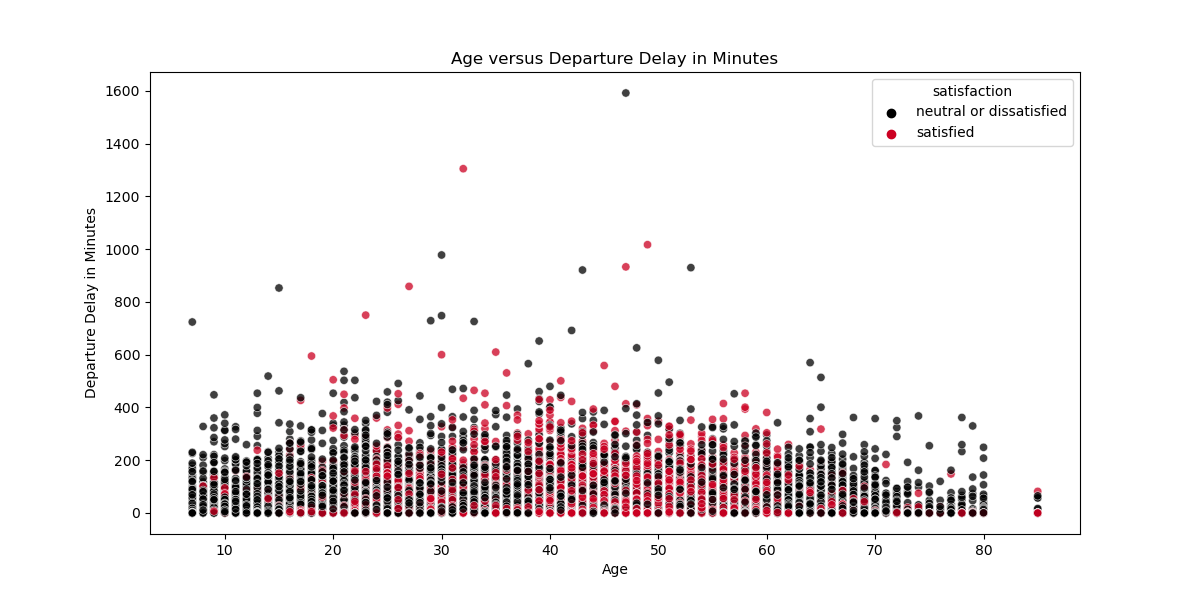 Age versus Departure Delay in Minutes
satisfaction
neutral or dissatisfied
satisfied
Departure Delay in Minutes
1600
1400
1200
1000
800
600
400
200
0
10 20 30 40 50 60 70 80
Age